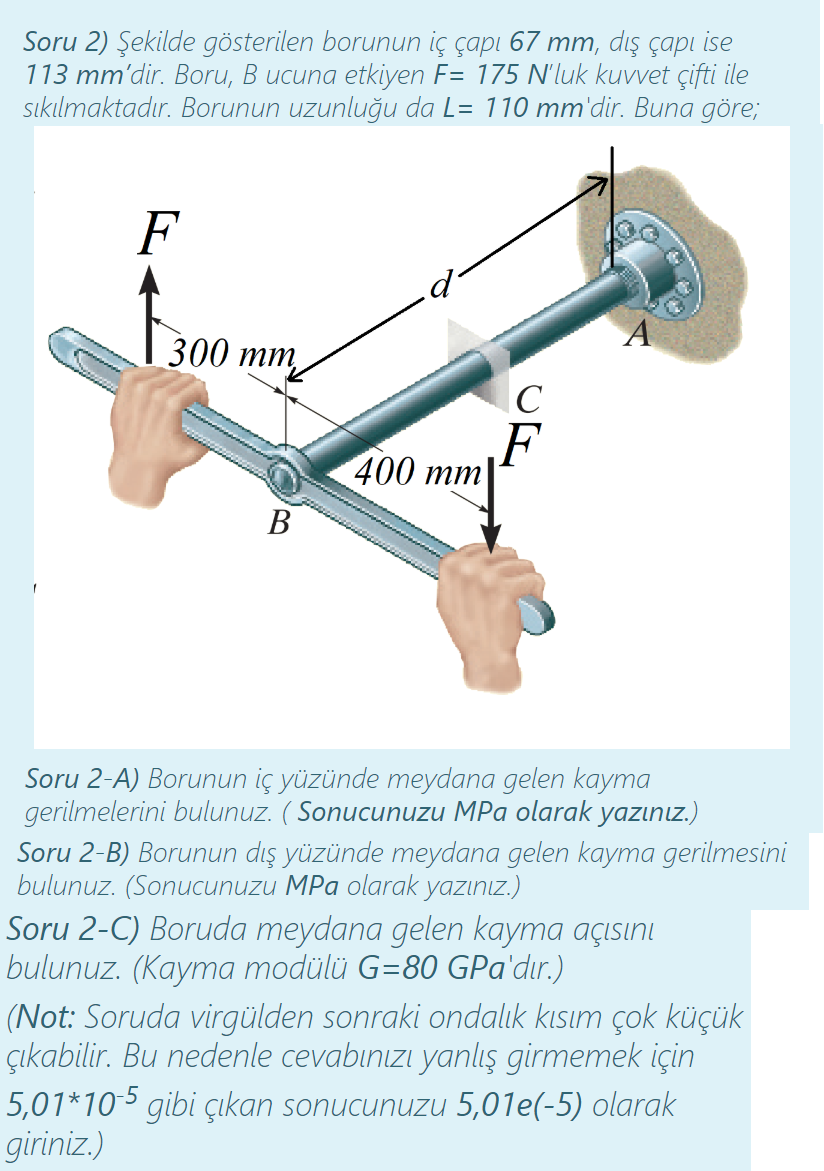 Soru 2) Şekilde gösterilen borunun iç çapı 67 mm, dış çapı ise
113 mm'dir. Boru, B ucuna etkiyen F= 175 N'luk kuvvet çifti ile
sıkılmaktadır. Borunun uzunluğu da L= 110 mm'dir. Buna göre;
F
d
300 mm
A
C
F
400 mm
B
Soru 2-A) Borunun iç yüzünde meydana gelen kayma
gerilmelerini bulunuz. ( Sonucunuzu MPa olarak yazınız.)
Soru 2-B) Borunun dış yüzünde meydana gelen kayma gerilmesini
bulunuz. (Sonucunuzu MPa olarak yazınız.)
Soru 2-C) Boruda meydana gelen kayma açısını
bulunuz. (Kayma modülü G=80 GPa'dır.)
(Not: Soruda virgülden sonraki ondalık kısım çok küçük
çıkabilir. Bu nedenle cevabınızı yanlış girmemek için
5,01*10⁻⁵ gibi çıkan sonucunuzu 5,01e(-5) olarak
giriniz.)